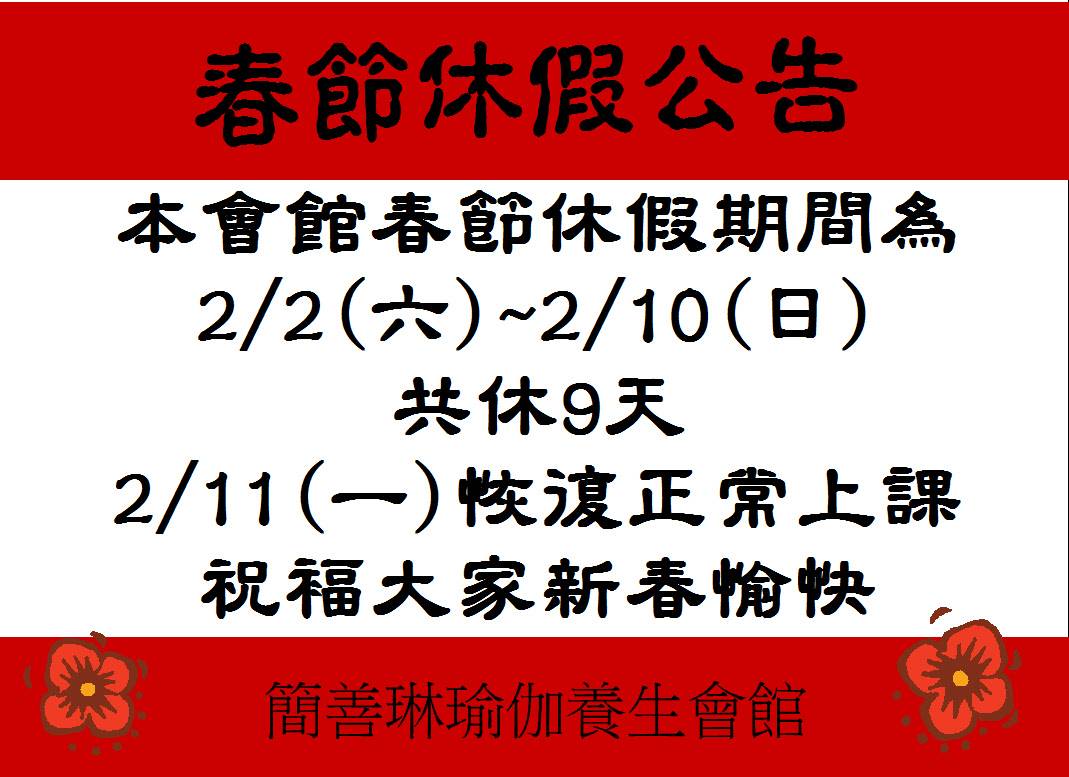 春節休假公告
本會館春節休假期間為
2/2(六)~2/10(日)
共休9天
2/11(一)恢復正常上課
祝福大家新春愉快
簡善琳瑜伽養生會館